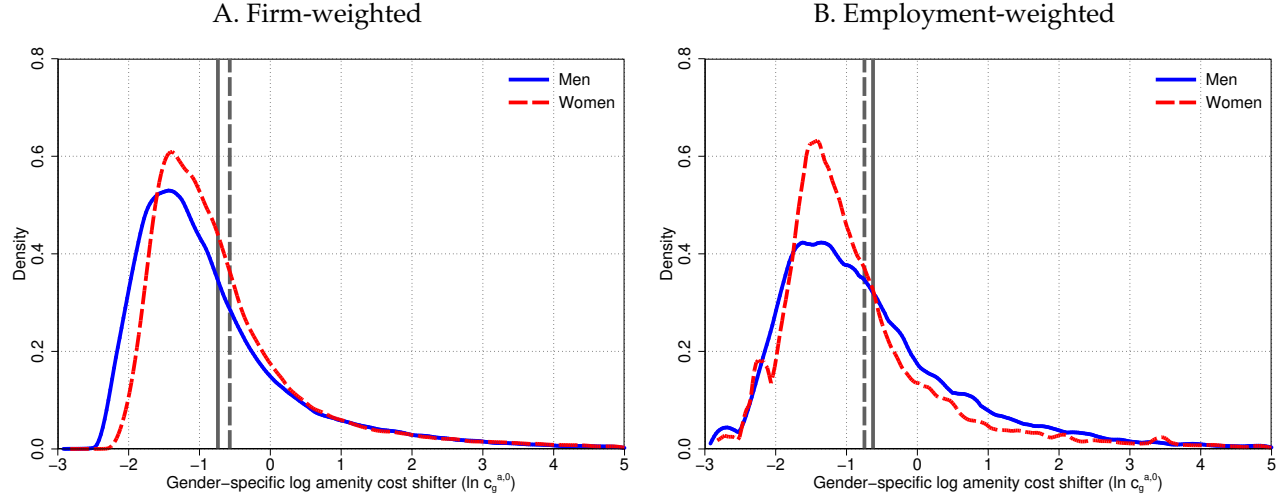 A. Firm-weighted
Density
0.0
0.2
0.4
0.6
0.8
Men
Women
−3 −2 −1 0 1 2 3 4 5
Gender−specific log amenity cost shifter (ln c_g^{a,0})
B. Employment-weighted
Density
0.0
0.2
0.4
0.6
0.8
Men
Women
−3 −2 −1 0 1 2 3 4 5
Gender−specific log amenity cost shifter (ln c_g^{a,0})